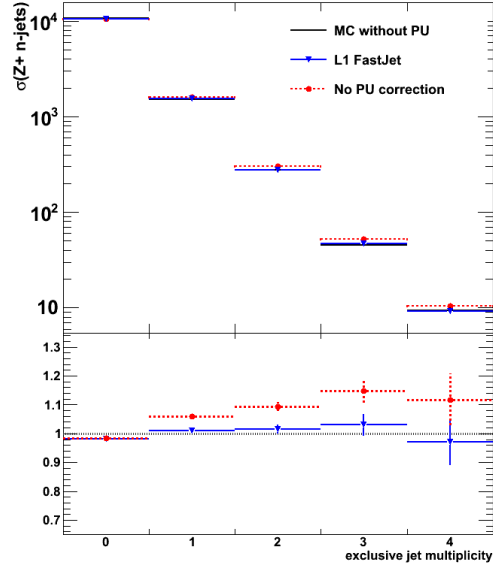 σ(Z+ n-jets)
10⁴
10³
10²
10
MC without PU
L1 FastJet
No PU correction
1.3
1.2
1.1
1
0.9
0.8
0.7
0 1 2 3 4
exclusive jet multiplicity